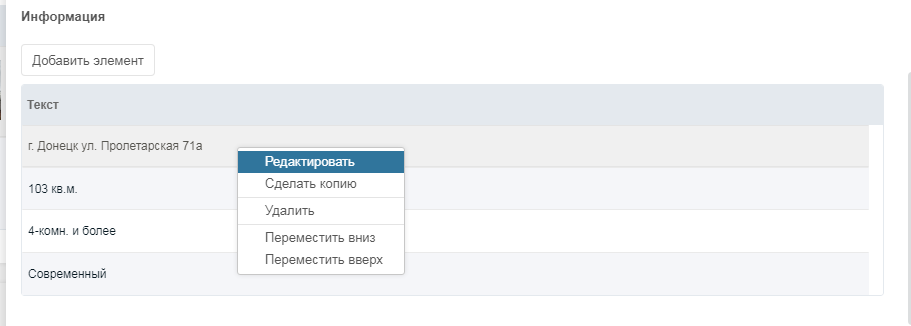 Информация
Добавить элемент
Текст
г. Донецк ул. Пролетарская 71а
Редактировать
103 кв.м.
Сделать копию
Удалить
4-комн. и более
Переместить вниз
Переместить вверх
Современный